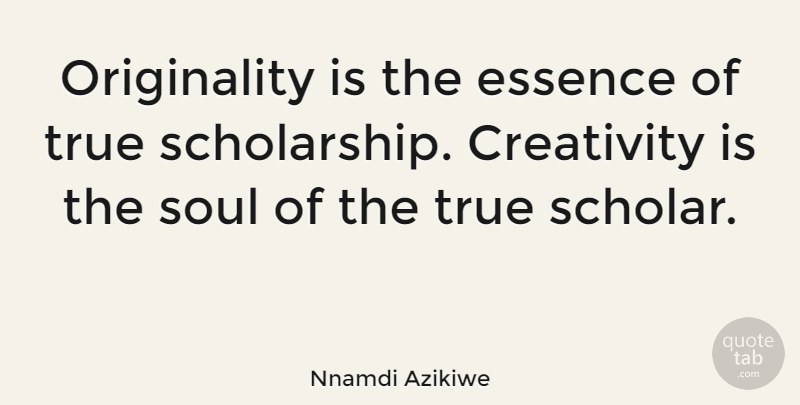 Originality is the essence of
true scholarship. Creativity is
the soul of the true scholar.
Nnamdi Azikiwe
quote
tab
.com